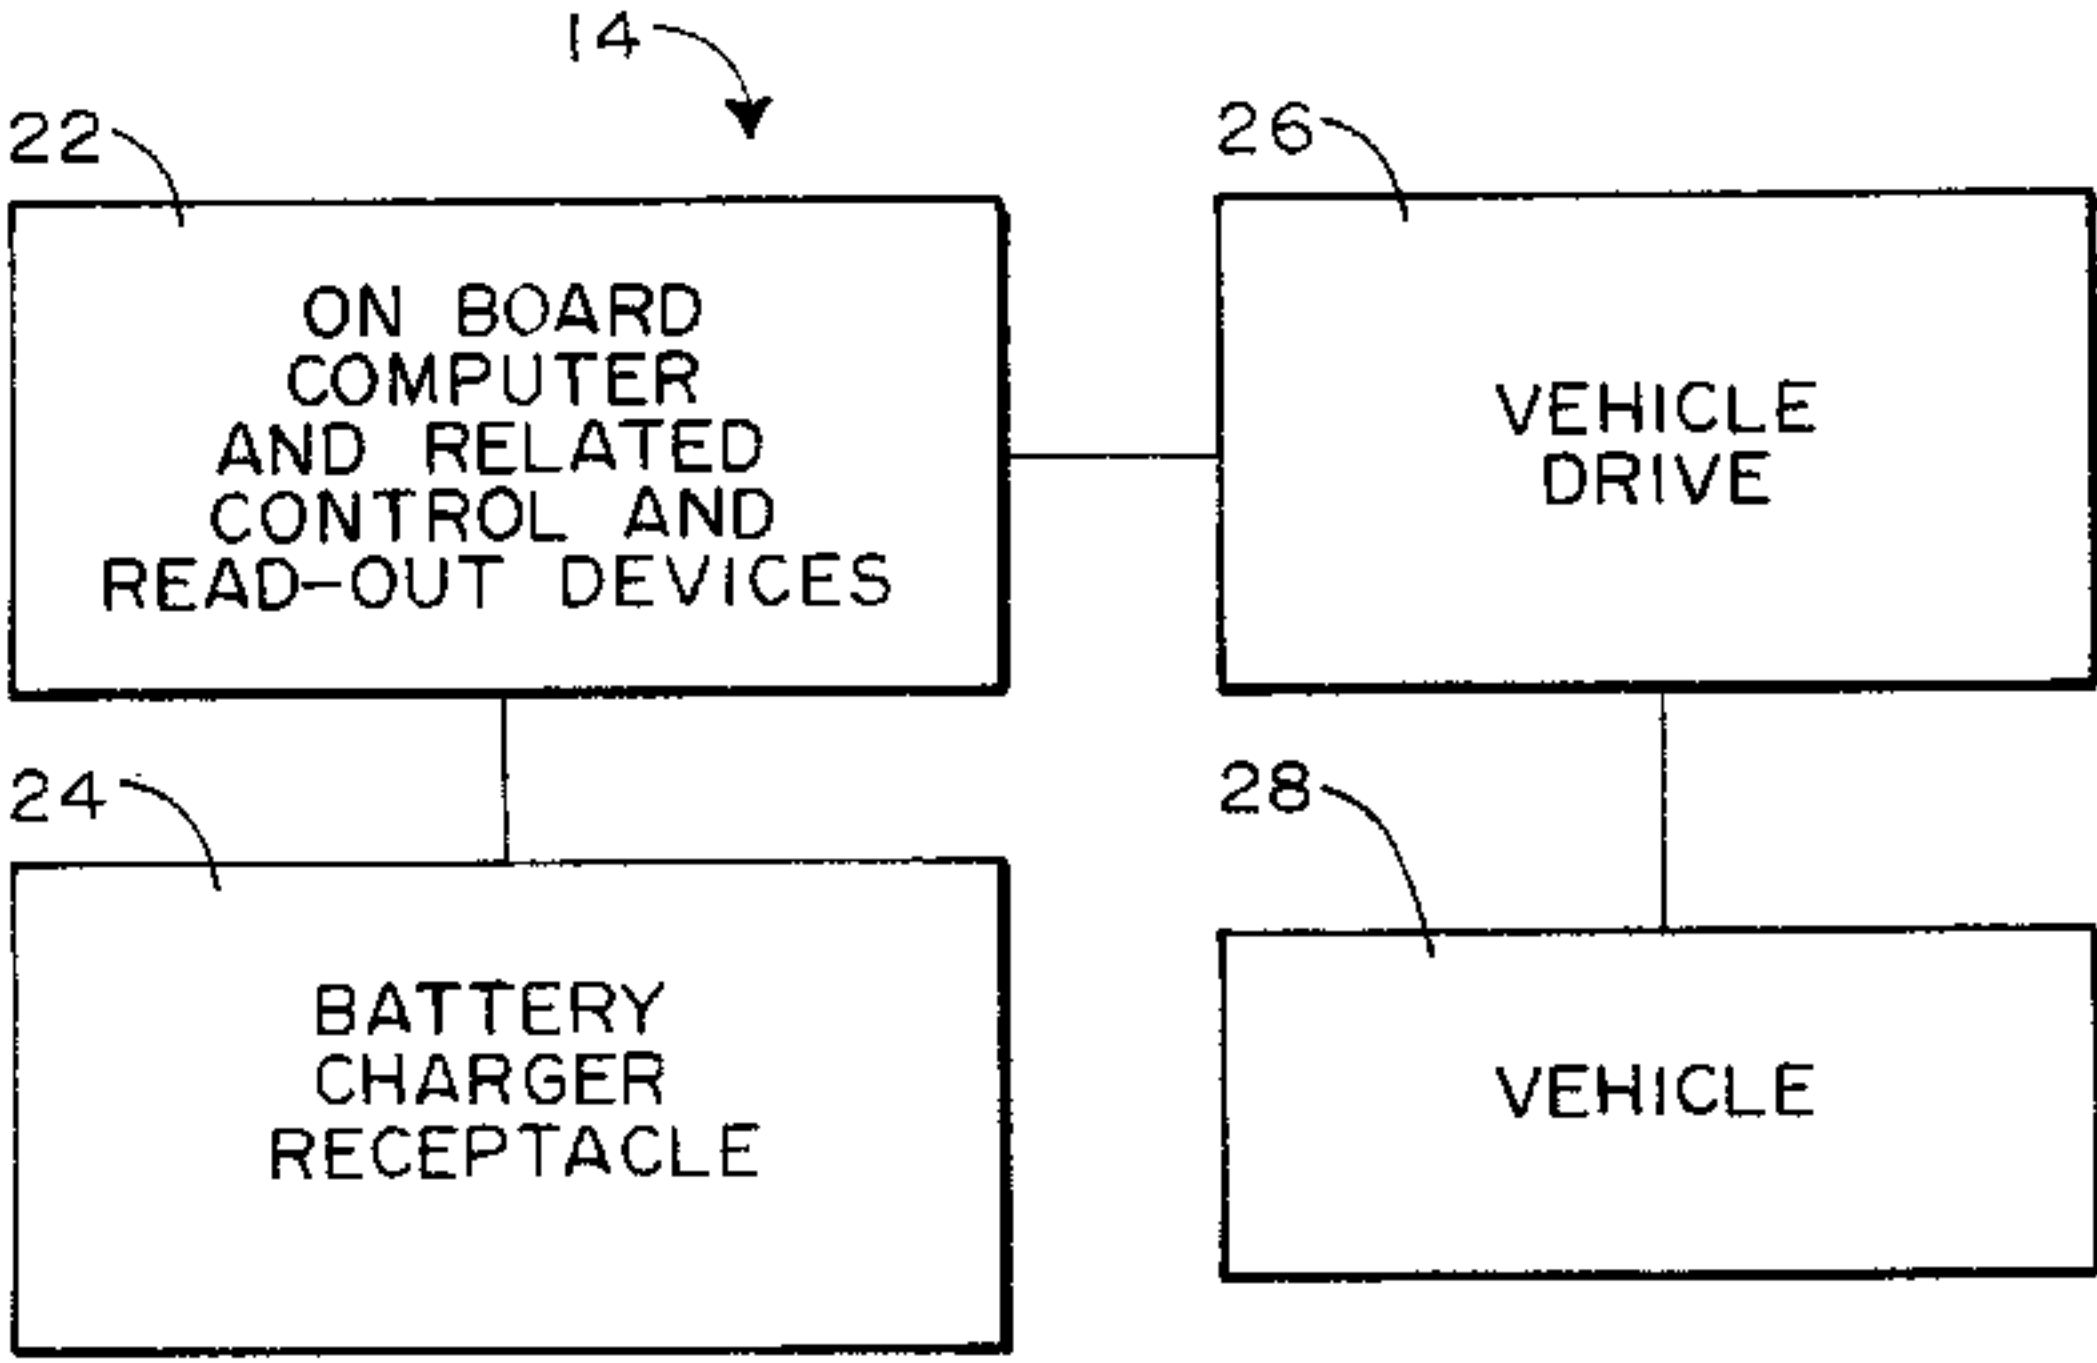 14
22
ON BOARD
COMPUTER
AND RELATED
CONTROL AND
READ-OUT DEVICES
26
VEHICLE
DRIVE
24
BATTERY
CHARGER
RECEPTACLE
28
VEHICLE